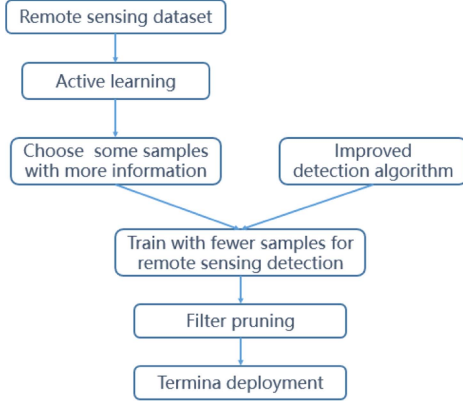 Remote sensing dataset
Active learning
Choose some samples
with more information
Improved
detection algorithm
Train with fewer samples for
remote sensing detection
Filter pruning
Termina deployment